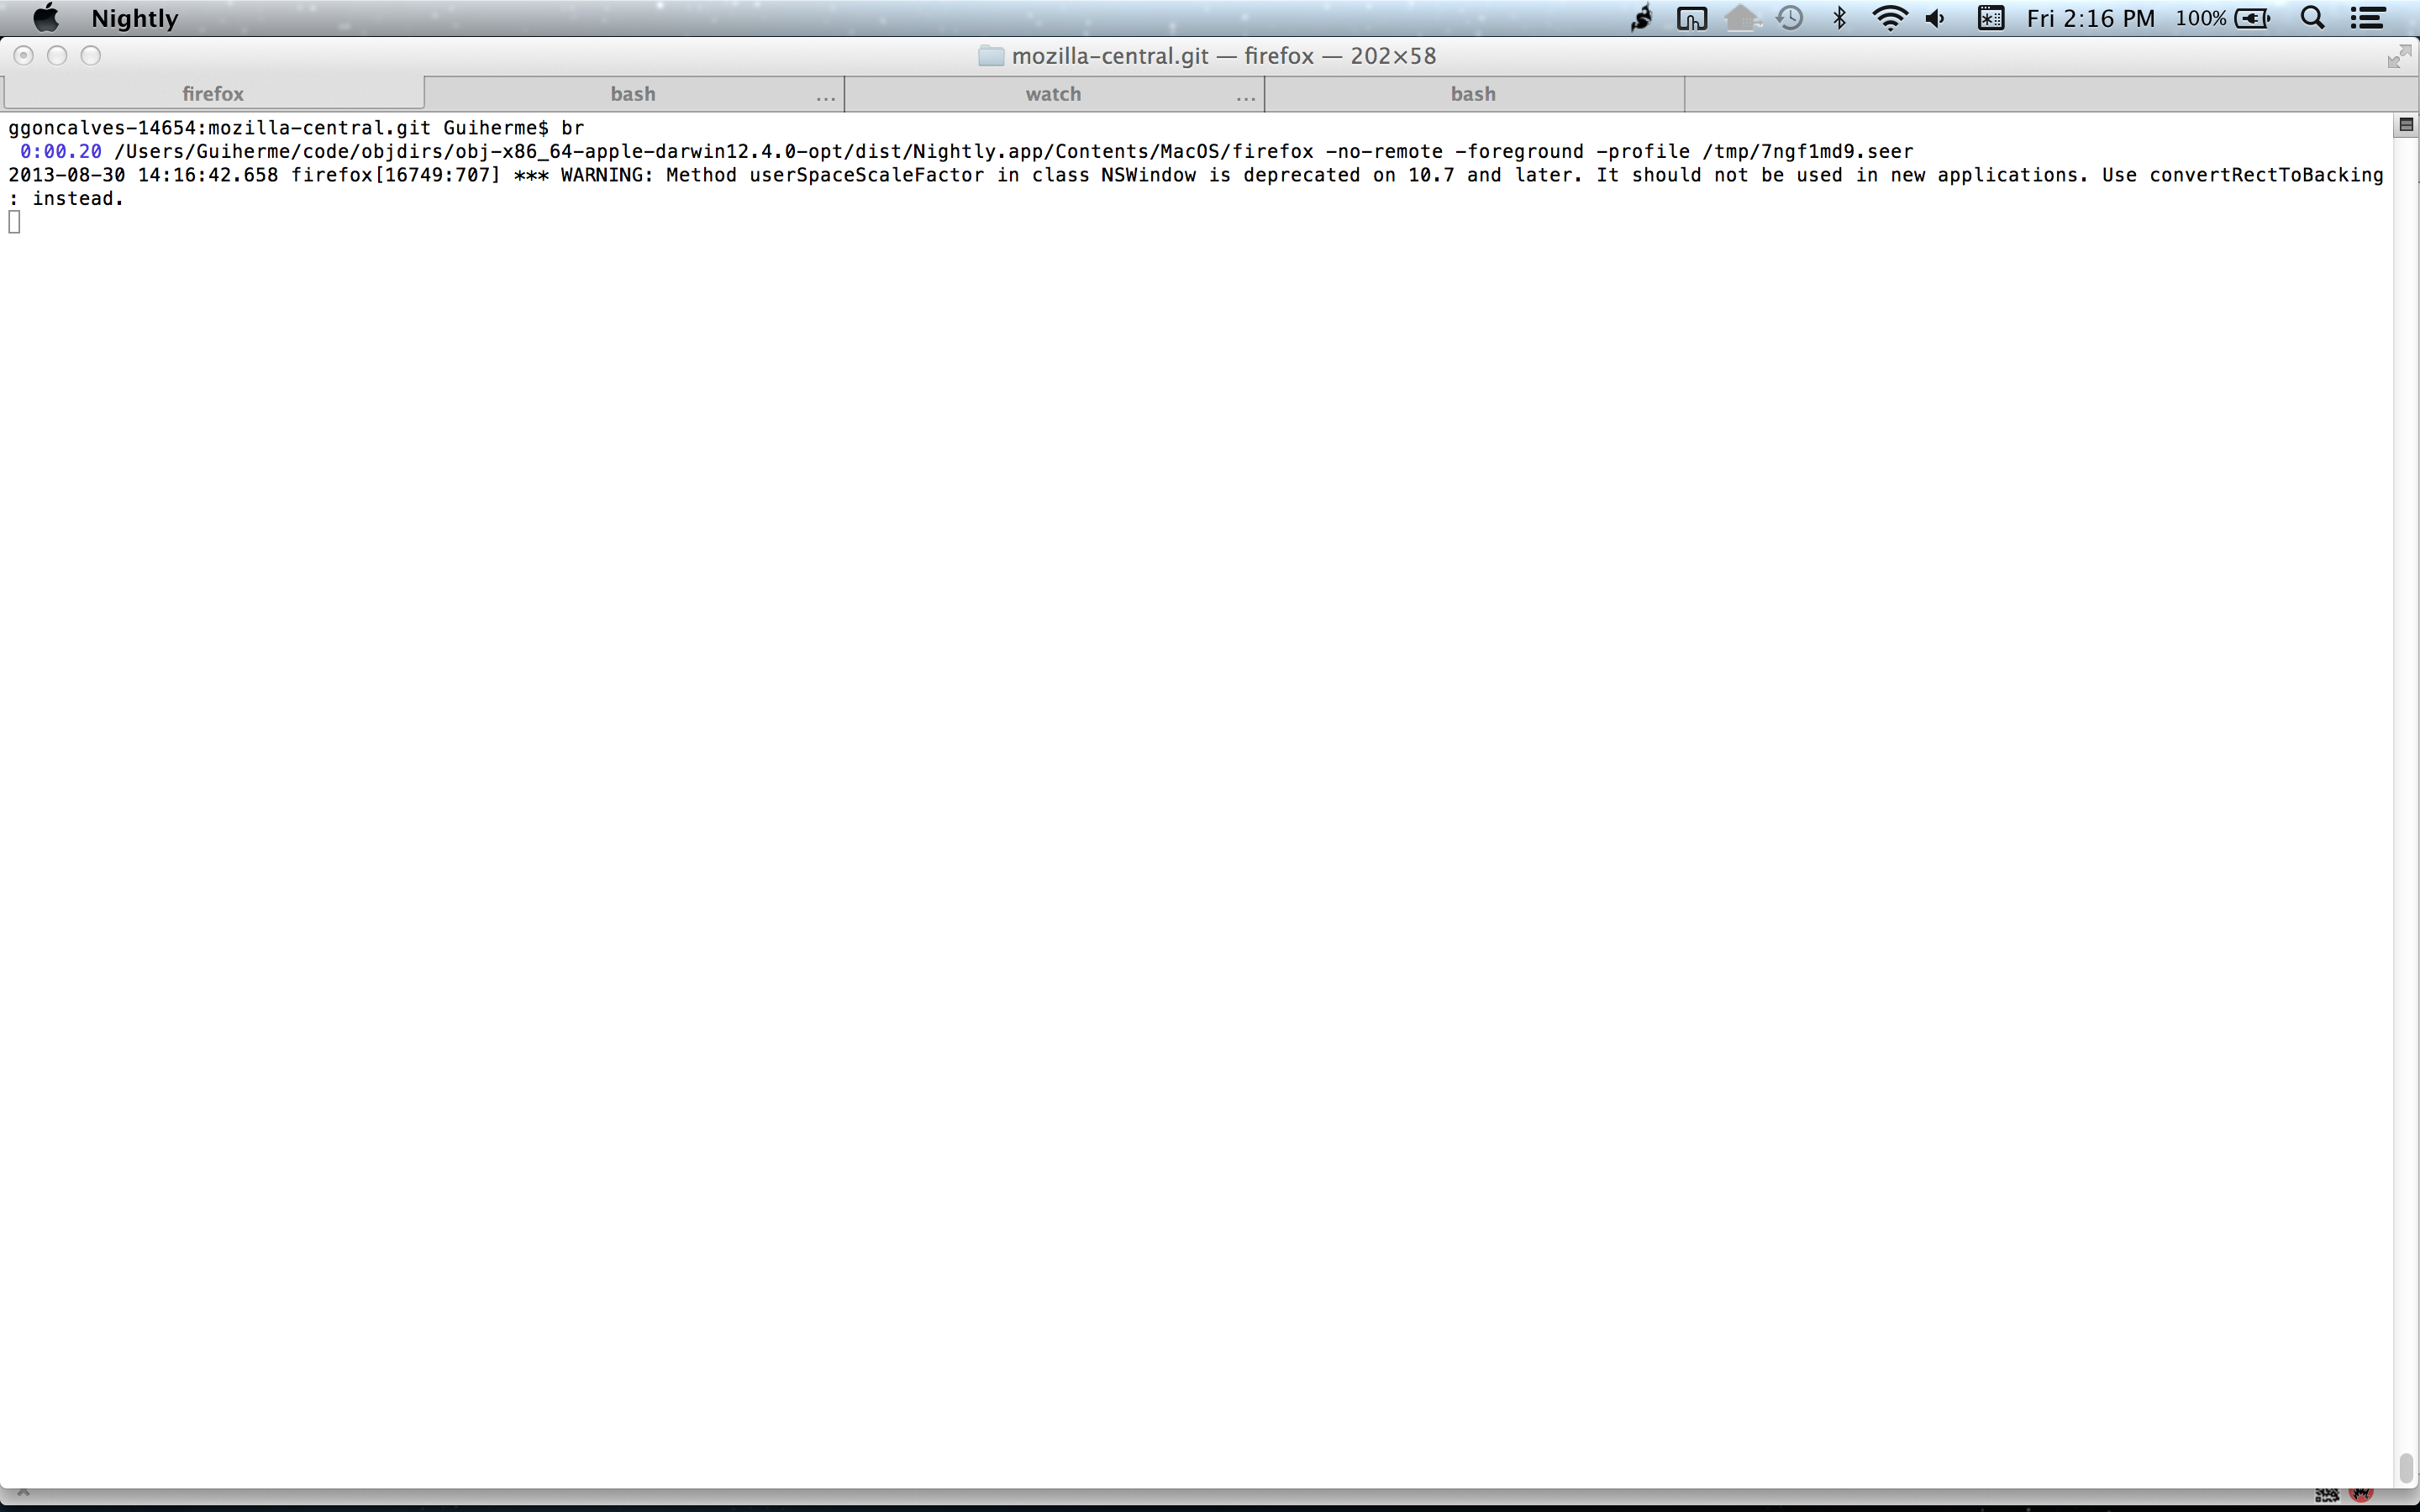 Nightly
Fri 2:16 PM 100%
mozilla-central.git — firefox — 202×58
firefox bash ... watch ... bash
ggoncalves-14654:mozilla-central.git Guiherme$ br
0:00.20 /Users/Guiherme/code/objdirs/obj-x86_64-apple-darwin12.4.0-opt/dist/Nightly.app/Contents/MacOS/firefox -no-remote -foreground -profile /tmp/7ngf1md9.seer
2013-08-30 14:16:42.658 firefox[16749:707] *** WARNING: Method userSpaceScaleFactor in class NSWindow is deprecated on 10.7 and later. It should not be used in new applications. Use convertRectToBacking
: instead.